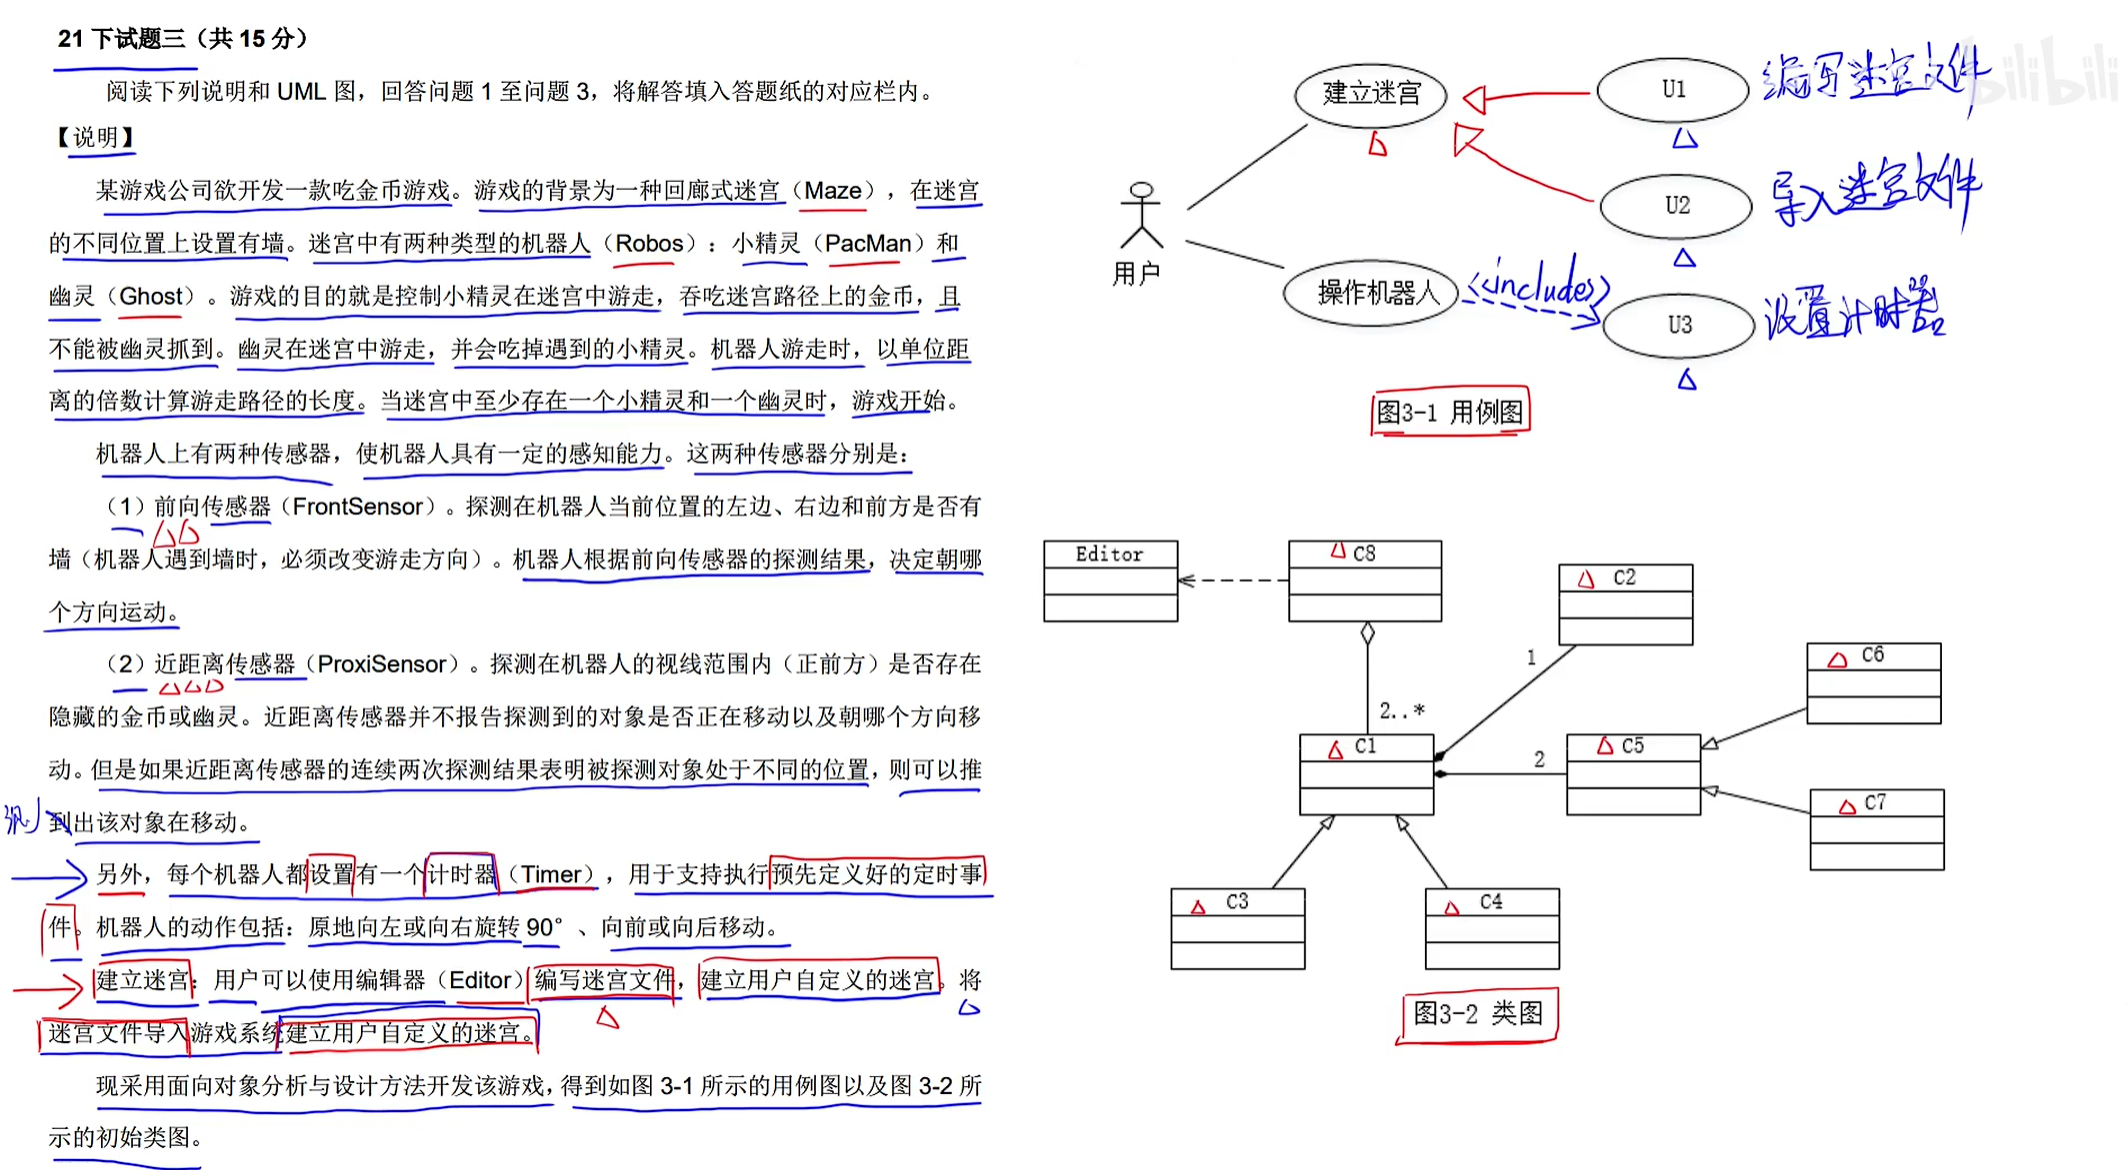 21 下试题三（共 15 分）
阅读下列说明和 UML 图，回答问题 1 至问题 3，将解答填入答题纸的对应栏内。
【说明】
某游戏公司欲开发一款吃金币游戏。游戏的背景为一种回廊式迷宫（Maze），在迷宫
的不同位置上设置有墙。迷宫中有两种类型的机器人（Robos）：小精灵（PacMan）和
幽灵（Ghost）。游戏的目的就是控制小精灵在迷宫中游走，吞吃迷宫路径上的金币，且
不能被幽灵抓到。幽灵在迷宫中游走，并会吃掉遇到的小精灵。机器人游走时，以单位距
离的倍数计算游走路径的长度。当迷宫中至少存在一个小精灵和一个幽灵时，游戏开始。
机器人上有两种传感器，使机器人具有一定的感知能力。这两种传感器分别是：
（1）前向传感器（FrontSensor）。探测在机器人当前位置的左边、右边和前方是否有
墙（机器人遇到墙时，必须改变游走方向）。机器人根据前向传感器的探测结果，决定朝哪
个方向运动。
（2）近距离传感器（ProxiSensor）。探测在机器人的视线范围内（正前方）是否存在
隐藏的金币或幽灵。近距离传感器并不报告探测到的对象是否正在移动以及朝哪个方向移
动。但是如果近距离传感器的连续两次探测结果表明被探测对象处于不同的位置，则可以推
测
到出该对象在移动。
另外，每个机器人都设置有一个计时器（Timer），用于支持执行预先定义好的定时事
件。机器人的动作包括：原地向左或向右旋转 90°、向前或向后移动。
建立迷宫：用户可以使用编辑器（Editor）编写迷宫文件，建立用户自定义的迷宫。将
迷宫文件导入游戏系统建立用户自定义的迷宫。
现采用面向对象分析与设计方法开发该游戏，得到如图 3-1 所示的用例图以及图 3-2 所
示的初始类图。
bilibili
建立迷宫
U1
编写迷宫文件
U2
导入迷宫文件
用户
操作机器人
<<includes>>
U3
设置计时器
图3-1 用例图
Editor
C8
C2
1
C6
2..*
C1
2
C5
C7
C3
C4
图3-2 类图